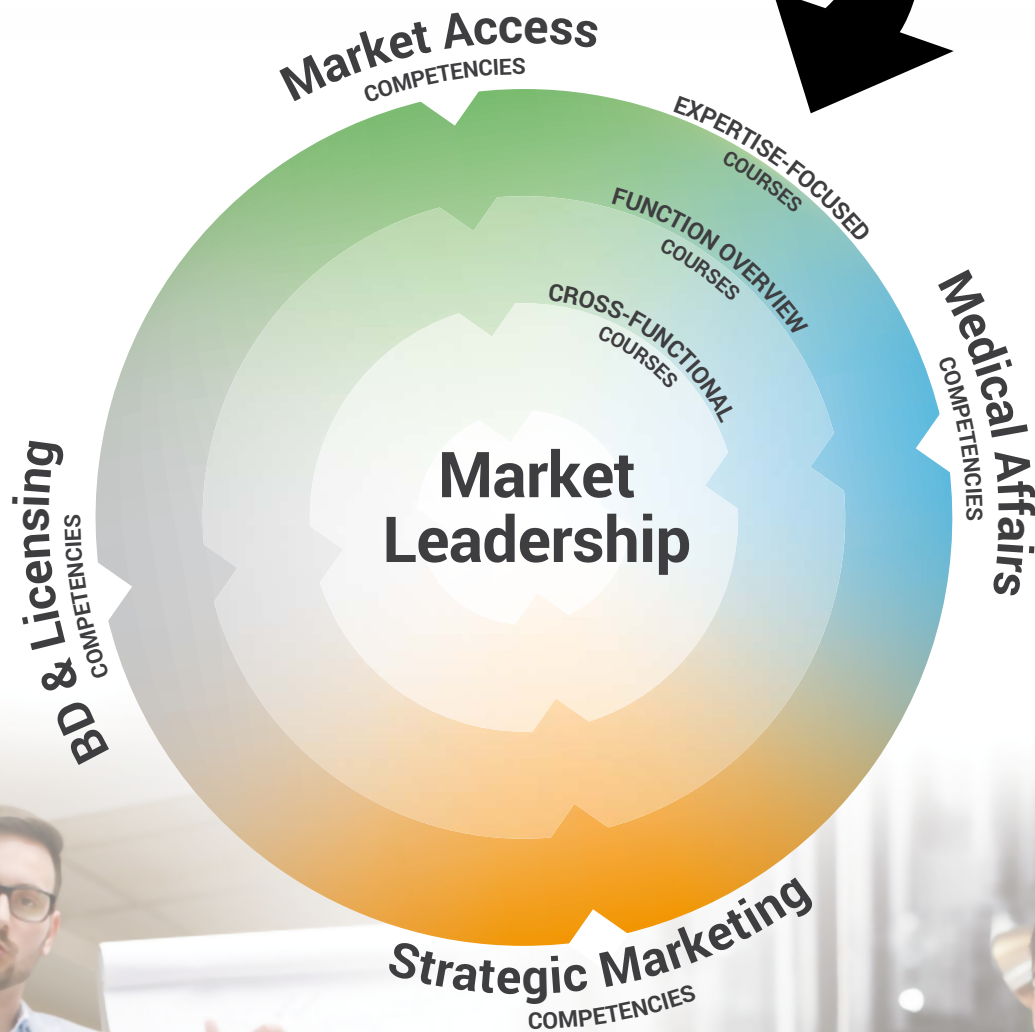 Market Access
COMPETENCIES
EXPERTISE-FOCUSED
COURSES
FUNCTION OVERVIEW
COURSES
CROSS-FUNCTIONAL
COURSES
Medical Affairs
COMPETENCIES
Market
Leadership
BD & Licensing
COMPETENCIES
Strategic Marketing
COMPETENCIES